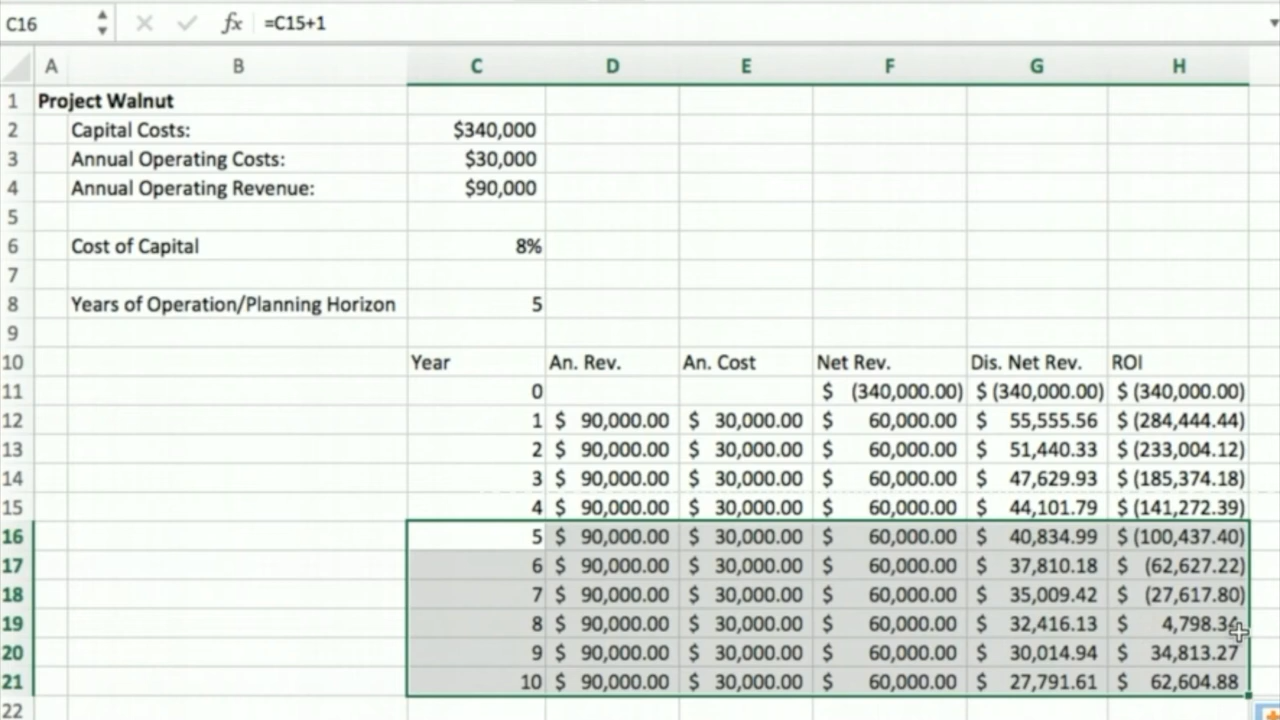 C16 fx =C15+1
A B C D E F G H
1 Project Walnut
2 Capital Costs: $340,000
3 Annual Operating Costs: $30,000
4 Annual Operating Revenue: $90,000
5
6 Cost of Capital 8%
7
8 Years of Operation/Planning Horizon 5
9
10 Year An. Rev. An. Cost Net Rev. Dis. Net Rev. ROI
11 0 $ (340,000.00) $ (340,000.00) $ (340,000.00)
12 1 $ 90,000.00 $ 30,000.00 $ 60,000.00 $ 55,555.56 $ (284,444.44)
13 2 $ 90,000.00 $ 30,000.00 $ 60,000.00 $ 51,440.33 $ (233,004.12)
14 3 $ 90,000.00 $ 30,000.00 $ 60,000.00 $ 47,629.93 $ (185,374.18)
15 4 $ 90,000.00 $ 30,000.00 $ 60,000.00 $ 44,101.79 $ (141,272.39)
16 5 $ 90,000.00 $ 30,000.00 $ 60,000.00 $ 40,834.99 $ (100,437.40)
17 6 $ 90,000.00 $ 30,000.00 $ 60,000.00 $ 37,810.18 $ (62,627.22)
18 7 $ 90,000.00 $ 30,000.00 $ 60,000.00 $ 35,009.42 $ (27,617.80)
19 8 $ 90,000.00 $ 30,000.00 $ 60,000.00 $ 32,416.13 $ 4,798.34
20 9 $ 90,000.00 $ 30,000.00 $ 60,000.00 $ 30,014.94 $ 34,813.27
21 10 $ 90,000.00 $ 30,000.00 $ 60,000.00 $ 27,791.61 $ 62,604.88
22